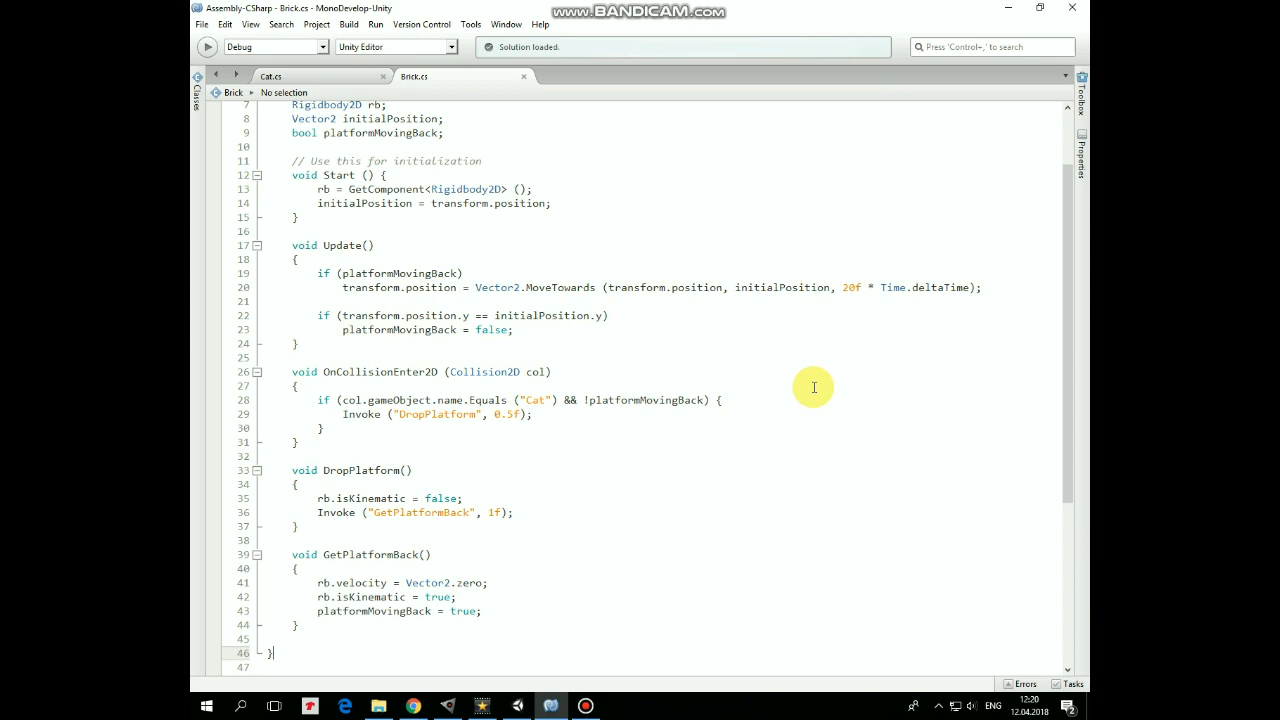 Assembly-CSharp - Brick.cs - MonoDevelop-Unity
www.BANDICAM.com
File Edit View Search Project Build Run Version Control Tools Window Help
Debug Unity Editor Solution loaded. Press 'Control+,' to search
Cat.cs Brick.cs
Brick No selection
Classes
Toolbox
Properties
7 Rigidbody2D rb;
8 Vector2 initialPosition;
9 bool platformMovingBack;
10
11 // Use this for initialization
12 void Start () {
13 rb = GetComponent<Rigidbody2D> ();
14 initialPosition = transform.position;
15 }
16
17 void Update()
18 {
19 if (platformMovingBack)
20 transform.position = Vector2.MoveTowards (transform.position, initialPosition, 20f * Time.deltaTime);
21
22 if (transform.position.y == initialPosition.y)
23 platformMovingBack = false;
24 }
25
26 void OnCollisionEnter2D (Collision2D col)
27 {
28 if (col.gameObject.name.Equals ("Cat") && !platformMovingBack) {
29 Invoke ("DropPlatform", 0.5f);
30 }
31 }
32
33 void DropPlatform()
34 {
35 rb.isKinematic = false;
36 Invoke ("GetPlatformBack", 1f);
37 }
38
39 void GetPlatformBack()
40 {
41 rb.velocity = Vector2.zero;
42 rb.isKinematic = true;
43 platformMovingBack = true;
44 }
45
46 }
47
Errors Tasks
ENG 12:20
12.04.2018 2